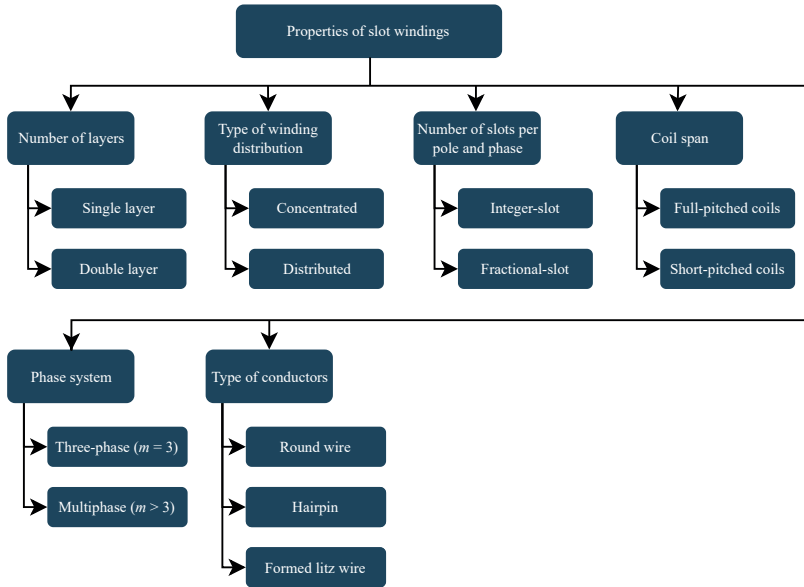 Properties of slot windings
Number of layers
Type of winding
distribution
Number of slots per
pole and phase
Coil span
Single layer
Concentrated
Integer-slot
Full-pitched coils
Double layer
Distributed
Fractional-slot
Short-pitched coils
Phase system
Type of conductors
Three-phase (m = 3)
Round wire
Multiphase (m > 3)
Hairpin
Formed litz wire